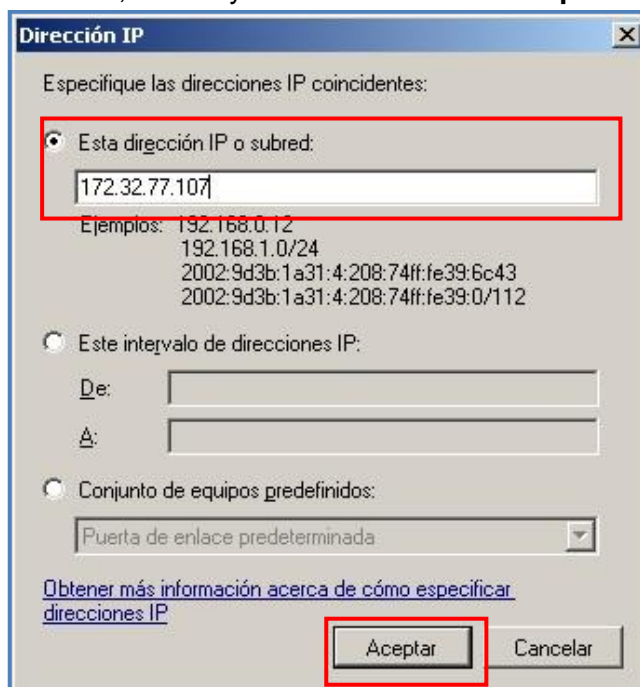 Dirección IP
Especifique las direcciones IP coincidentes:
Esta dirección IP o subred:
172.32.77.107
Ejemplos: 192.168.0.12
192.168.1.0/24
2002:9d3b:1a31:4:208:74ff:fe39:6c43
2002:9d3b:1a31:4:208:74ff:fe39:0/112
Este intervalo de direcciones IP:
De:
A:
Conjunto de equipos predefinidos:
Puerta de enlace predeterminada
Obtener más información acerca de cómo especificar
direcciones IP
Aceptar Cancelar